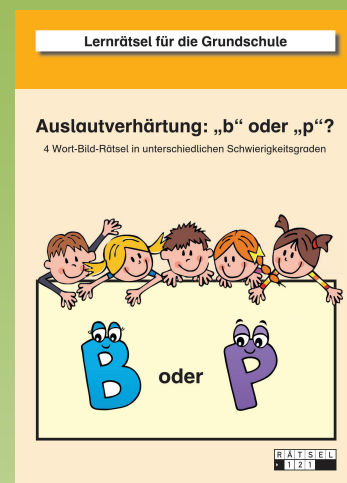 Lernrätsel für die Grundschule
Auslautverhärtung: „b“ oder „p“?
4 Wort-Bild-Rätsel in unterschiedlichen Schwierigkeitsgraden
B oder P
RÄTSEL
121